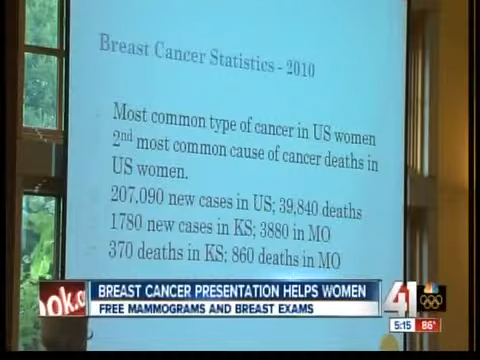 Breast Cancer Statistics - 2010
Most common type of cancer in US women
2nd most common cause of cancer deaths in
US women.
207,090 new cases in US; 39,840 deaths
1780 new cases in KS; 3880 in MO
370 deaths in KS; 860 deaths in MO
ok.
BREAST CANCER PRESENTATION HELPS WOMEN
FREE MAMMOGRAMS AND BREAST EXAMS
41
5:15 86°